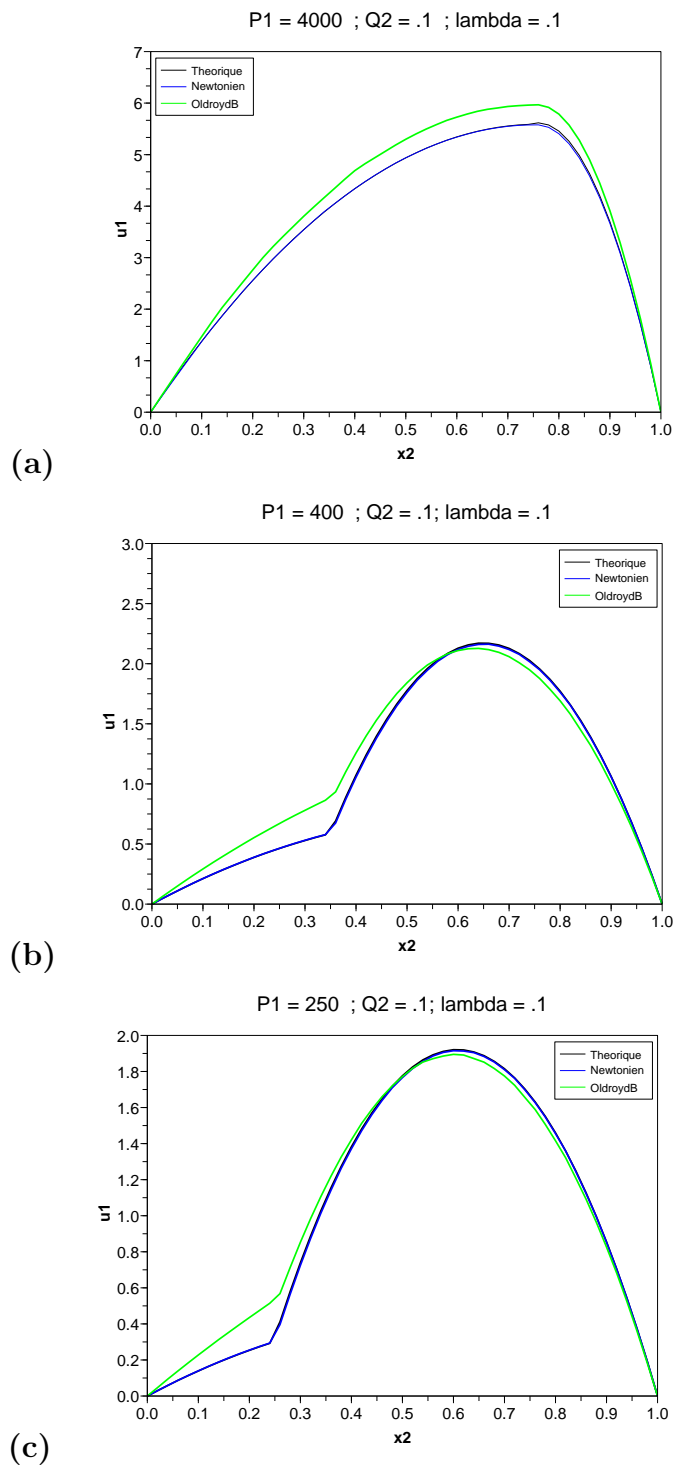 P1 = 4000 ; Q2 = .1 ; lambda = .1
7
6
5
4
3
2
1
0
u1
Theorique
Newtonien
OldroydB
0.0 0.1 0.2 0.3 0.4 0.5 0.6 0.7 0.8 0.9 1.0
x2
(a)
P1 = 400 ; Q2 = .1; lambda = .1
3.0
2.5
2.0
1.5
1.0
0.5
0.0
u1
Theorique
Newtonien
OldroydB
0.0 0.1 0.2 0.3 0.4 0.5 0.6 0.7 0.8 0.9 1.0
x2
(b)
P1 = 250 ; Q2 = .1; lambda = .1
2.0
1.8
1.6
1.4
1.2
1.0
0.8
0.6
0.4
0.2
0.0
u1
Theorique
Newtonien
OldroydB
0.0 0.1 0.2 0.3 0.4 0.5 0.6 0.7 0.8 0.9 1.0
x2
(c)